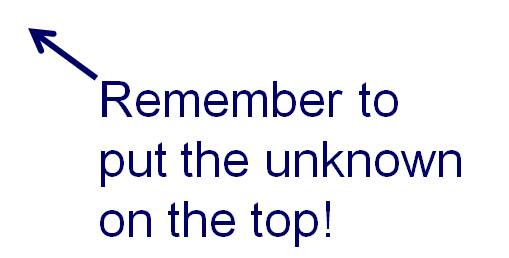 Remember to
put the unknown
on the top!